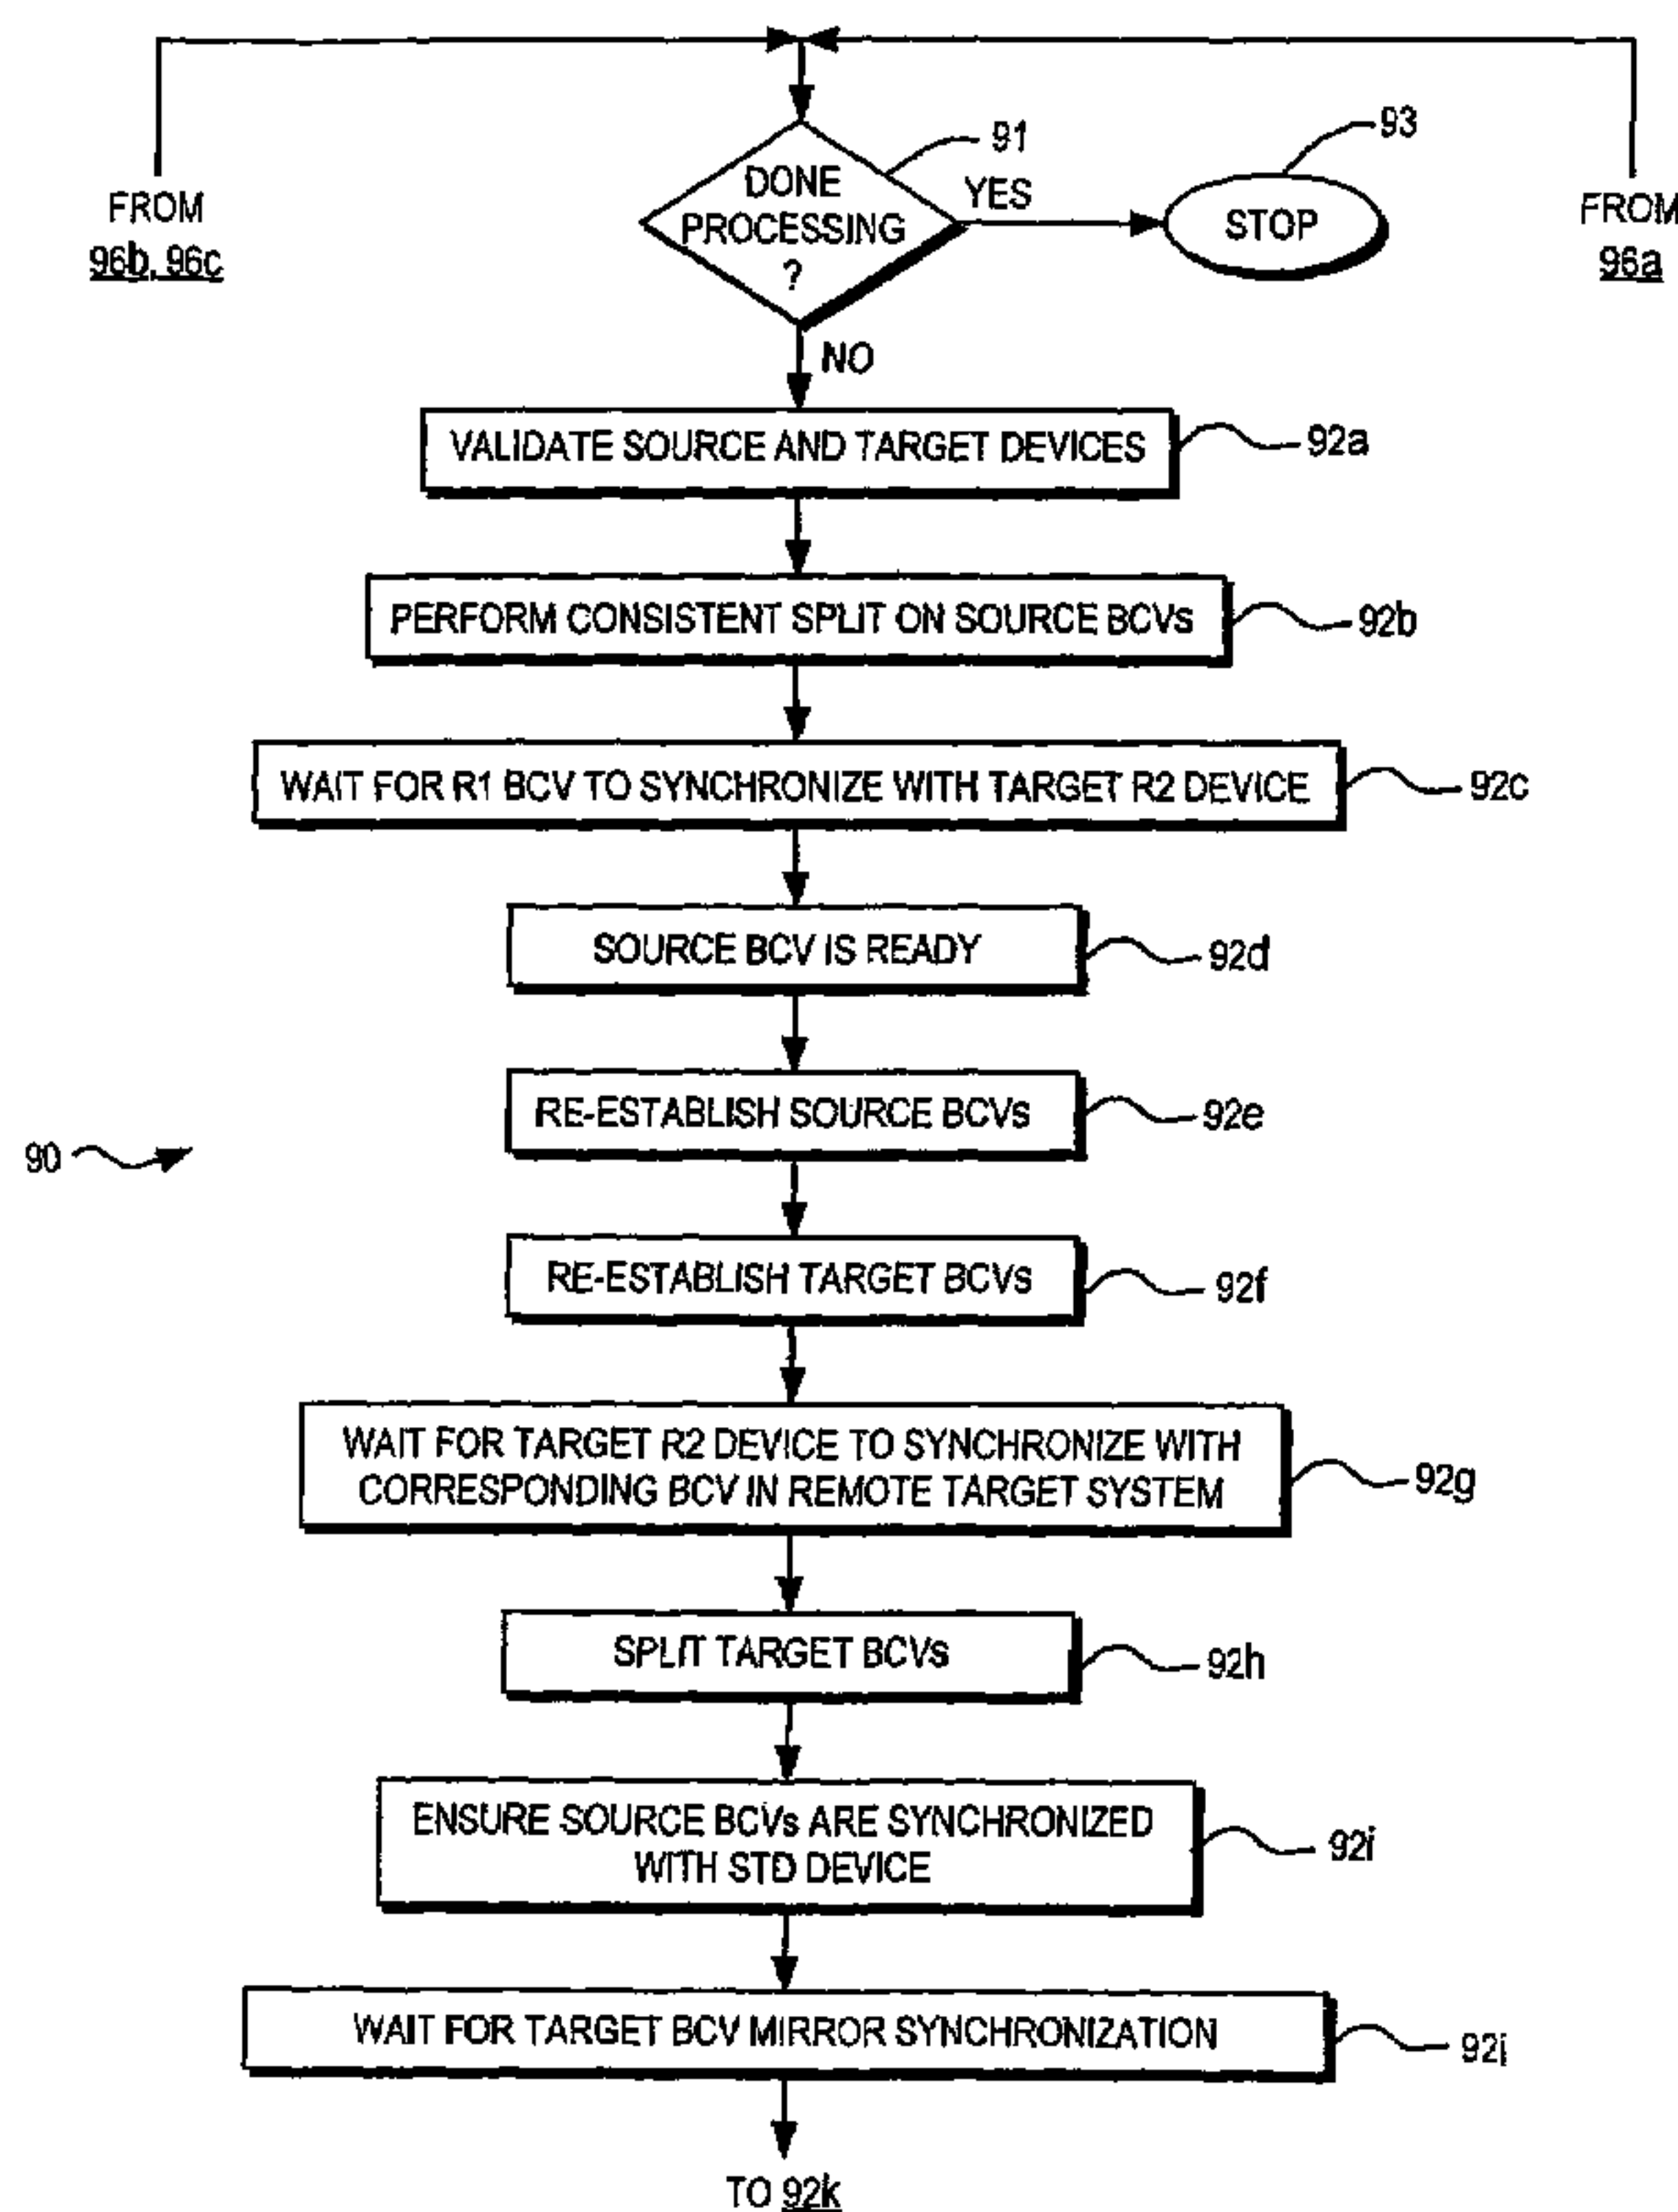 FROM
96b, 96c
DONE
PROCESSING
?
91
YES
93
STOP
FROM
96a
NO
VALIDATE SOURCE AND TARGET DEVICES
92a
PERFORM CONSISTENT SPLIT ON SOURCE BCVs
92b
WAIT FOR R1 BCV TO SYNCHRONIZE WITH TARGET R2 DEVICE
92c
SOURCE BCV IS READY
92d
RE-ESTABLISH SOURCE BCVs
92e
90
RE-ESTABLISH TARGET BCVs
92f
WAIT FOR TARGET R2 DEVICE TO SYNCHRONIZE WITH
CORRESPONDING BCV IN REMOTE TARGET SYSTEM
92g
SPLIT TARGET BCVs
92h
ENSURE SOURCE BCVs ARE SYNCHRONIZED
WITH STD DEVICE
92i
WAIT FOR TARGET BCV MIRROR SYNCHRONIZATION
92j
TO 92k